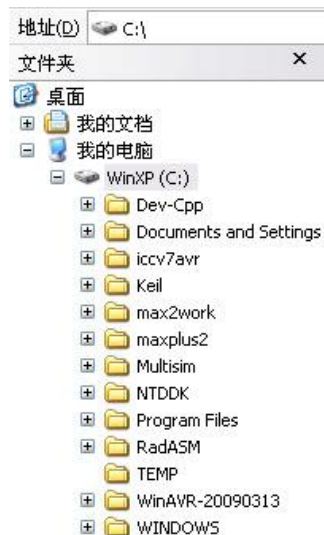 地址(D) C:\
文件夹
桌面
我的文档
我的电脑
WinXP (C:)
Dev-Cpp
Documents and Settings
iccv7avr
Keil
max2work
maxplus2
Multisim
NTDDK
Program Files
RadASM
TEMP
WinAVR-20090313
WINDOWS